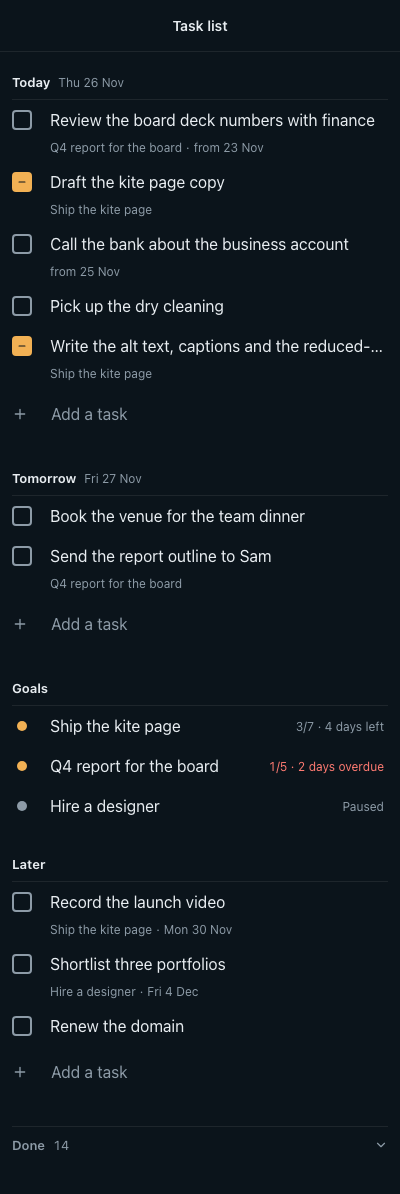 Task list
Today Thu 26 Nov
Review the board deck numbers with finance
Q4 report for the board · from 23 Nov
Draft the kite page copy
Ship the kite page
Call the bank about the business account
from 25 Nov
Pick up the dry cleaning
Write the alt text, captions and the reduced-...
Ship the kite page
+ Add a task
Tomorrow Fri 27 Nov
Book the venue for the team dinner
Send the report outline to Sam
Q4 report for the board
+ Add a task
Goals
Ship the kite page 3/7 · 4 days left
Q4 report for the board 1/5 · 2 days overdue
Hire a designer Paused
Later
Record the launch video
Ship the kite page · Mon 30 Nov
Shortlist three portfolios
Hire a designer · Fri 4 Dec
Renew the domain
+ Add a task
Done 14